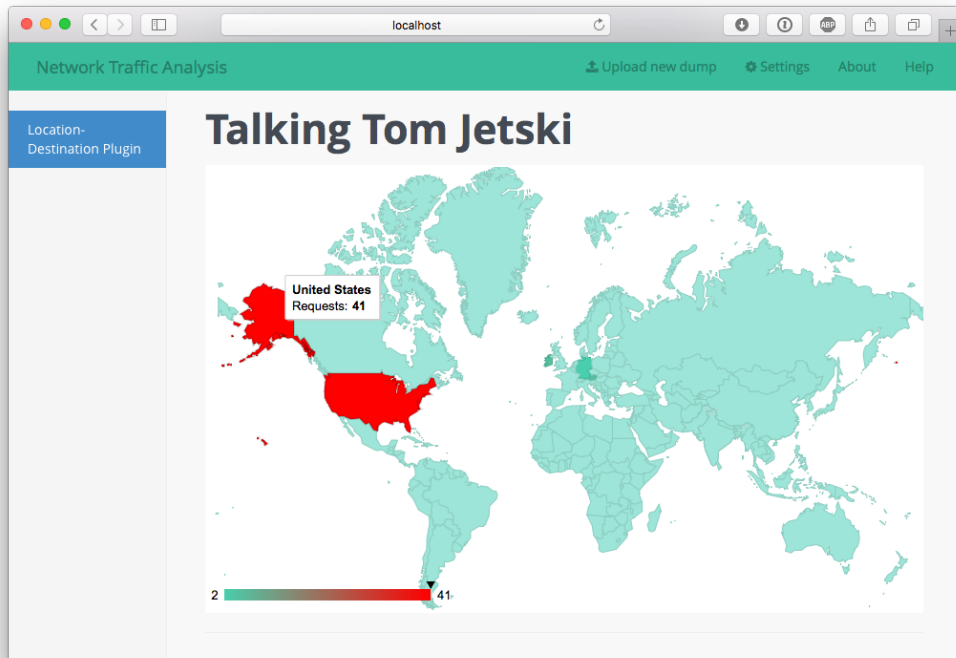 localhost
ABP
Network Traffic Analysis
Upload new dump
Settings
About
Help
Location-
Destination Plugin
Talking Tom Jetski
United States
Requests: 41
2
41